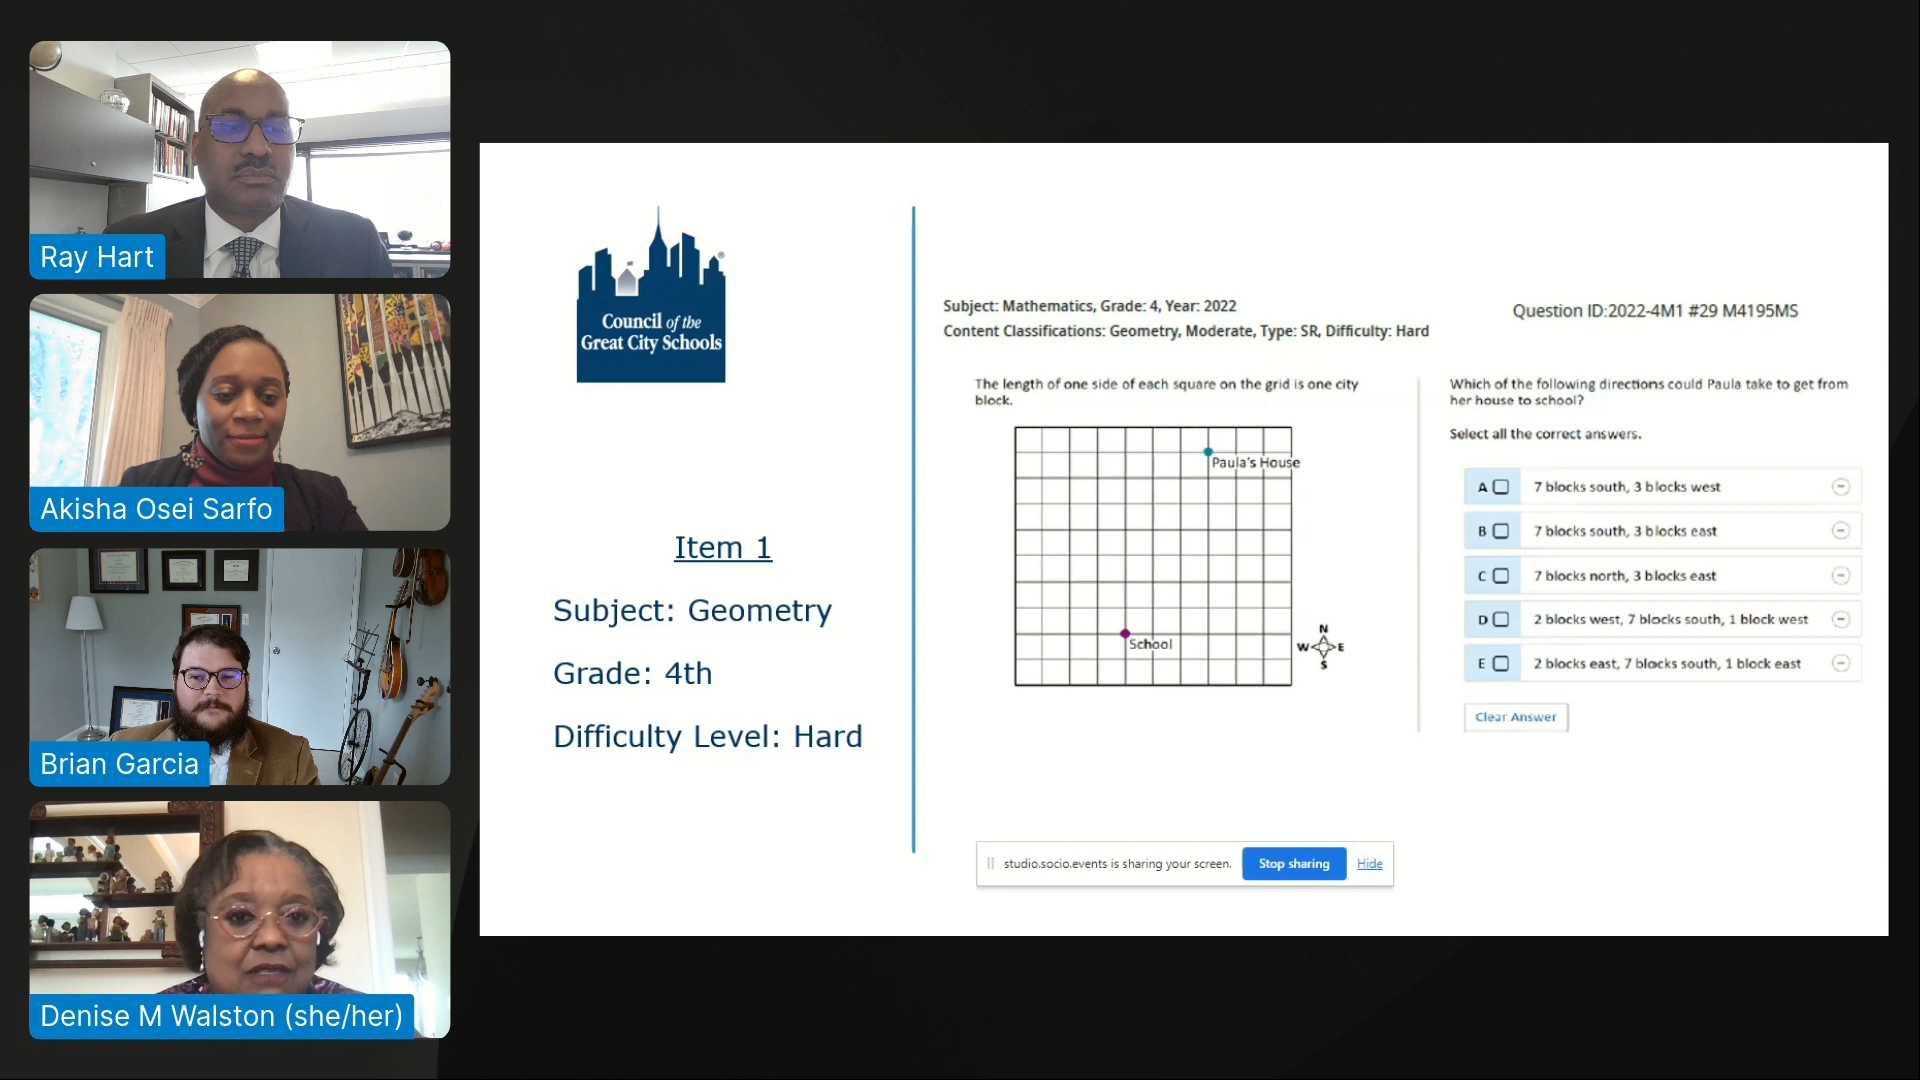 Ray Hart
Akisha Osei Sarfo
Brian Garcia
Denise M Walston (she/her)
Council of the
Great City Schools
®
Item 1
Subject: Geometry
Grade: 4th
Difficulty Level: Hard
Subject: Mathematics, Grade: 4, Year: 2022
Content Classifications: Geometry, Moderate, Type: SR, Difficulty: Hard
Question ID:2022-4M1 #29 M4195MS
The length of one side of each square on the grid is one city
block.
Paula's House
School
N
W E
S
Which of the following directions could Paula take to get from
her house to school?
Select all the correct answers.
A 7 blocks south, 3 blocks west
B 7 blocks south, 3 blocks east
C 7 blocks north, 3 blocks east
D 2 blocks west, 7 blocks south, 1 block west
E 2 blocks east, 7 blocks south, 1 block east
Clear Answer
studio.socio.events is sharing your screen. Stop sharing Hide